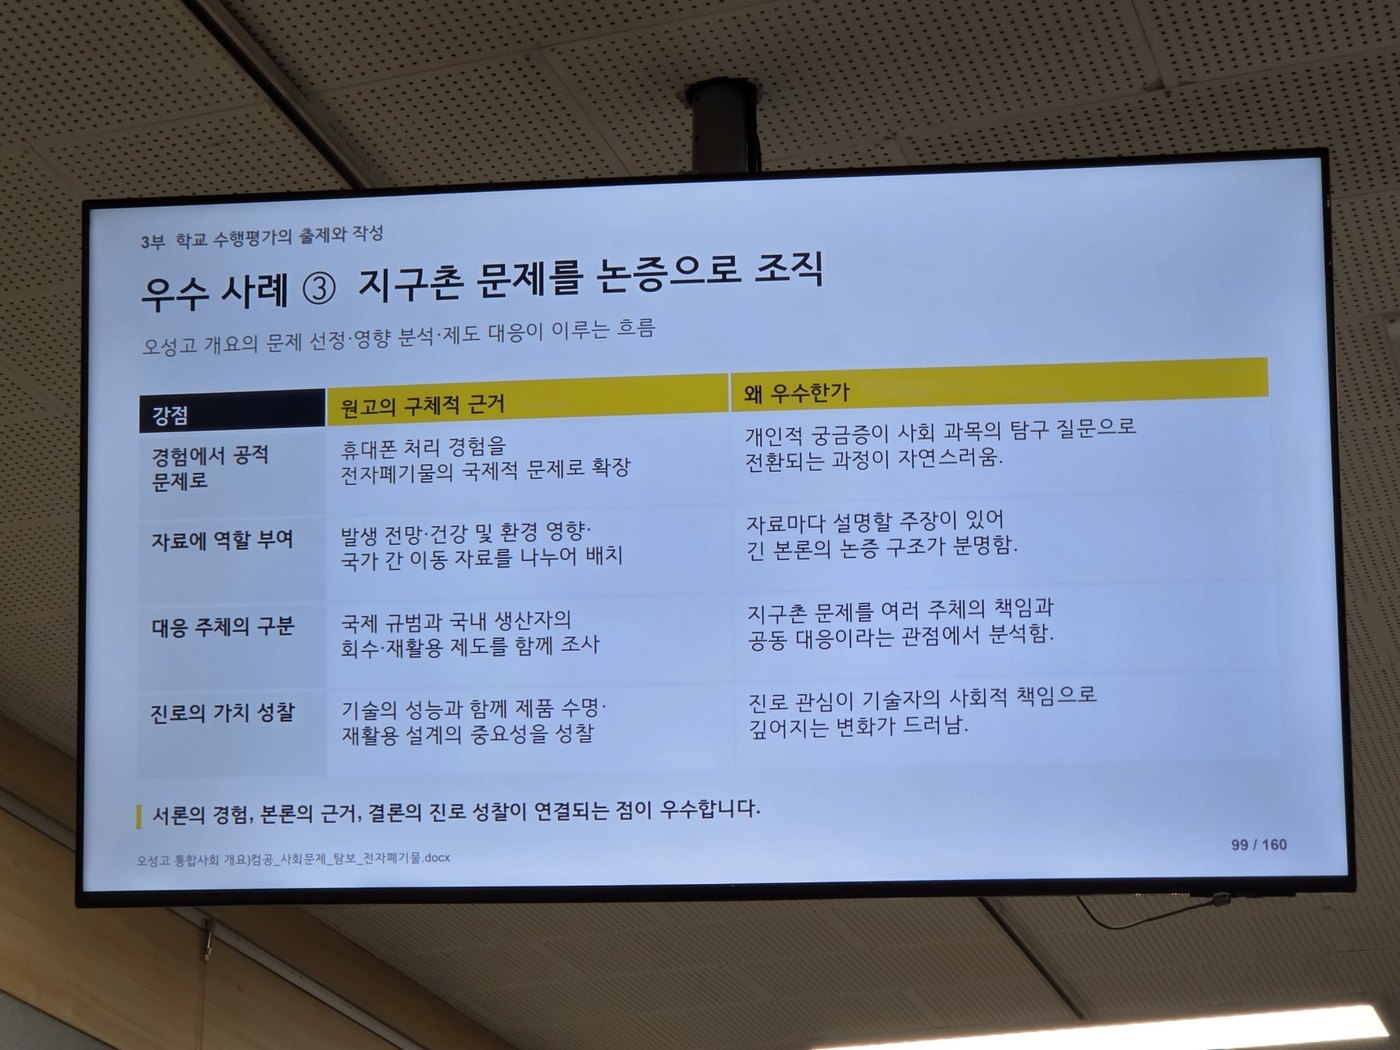 3부 학교 수행평가의 출제와 작성
우수 사례 ③ 지구촌 문제를 논증으로 조직
오성고 개요의 문제 선정·영향 분석·제도 대응이 이루는 흐름
강점
원고의 구체적 근거
왜 우수한가
경험에서 공적
문제로
휴대폰 처리 경험을
전자폐기물의 국제적 문제로 확장
개인적 궁금증이 사회 과목의 탐구 질문으로
전환되는 과정이 자연스러움.
자료에 역할 부여
발생 전망·건강 및 환경 영향·
국가 간 이동 자료를 나누어 배치
자료마다 설명할 주장이 있어
긴 본론의 논증 구조가 분명함.
대응 주체의 구분
국제 규범과 국내 생산자의
회수·재활용 제도를 함께 조사
지구촌 문제를 여러 주체의 책임과
공동 대응이라는 관점에서 분석함.
진로의 가치 성찰
기술의 성능과 함께 제품 수명·
재활용 설계의 중요성을 성찰
진로 관심이 기술자의 사회적 책임으로
깊어지는 변화가 드러남.
서론의 경험, 본론의 근거, 결론의 진로 성찰이 연결되는 점이 우수합니다.
오성고 통합사회 개요)컴공_사회문제_탐보_전자폐기물.docx
99 / 160